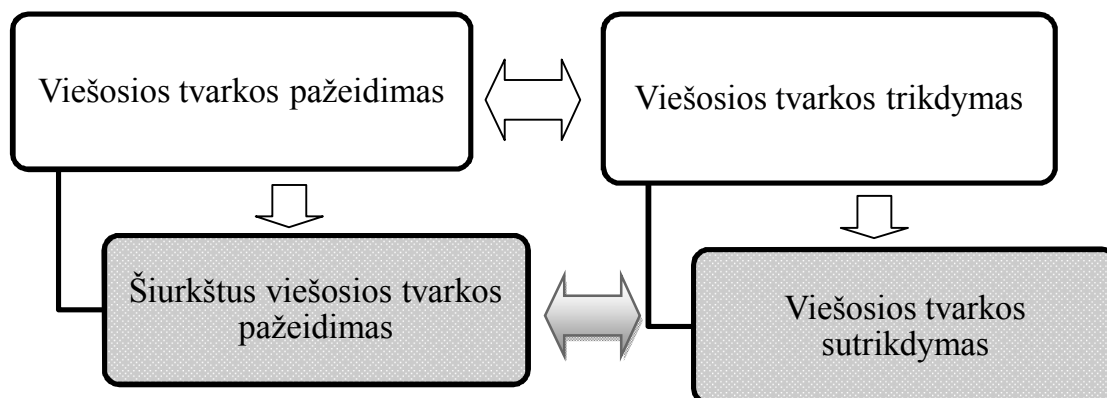 Viešosios tvarkos pažeidimas
Viešosios tvarkos trikdymas
Šiurkštus viešosios tvarkos
pažeidimas
Viešosios tvarkos
sutrikdymas